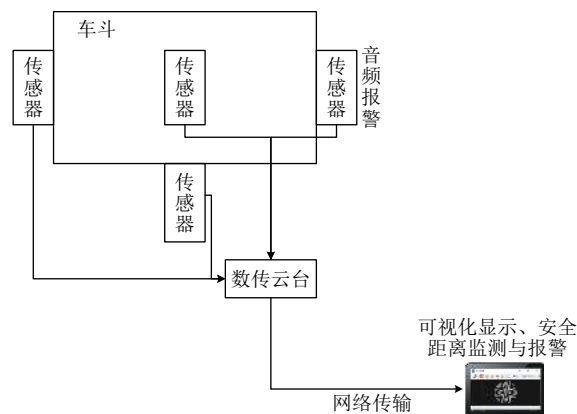 车斗
传感器
传感器
传感器
音频报警
传感器
数传云台
可视化显示、安全
距离监测与报警
网络传输